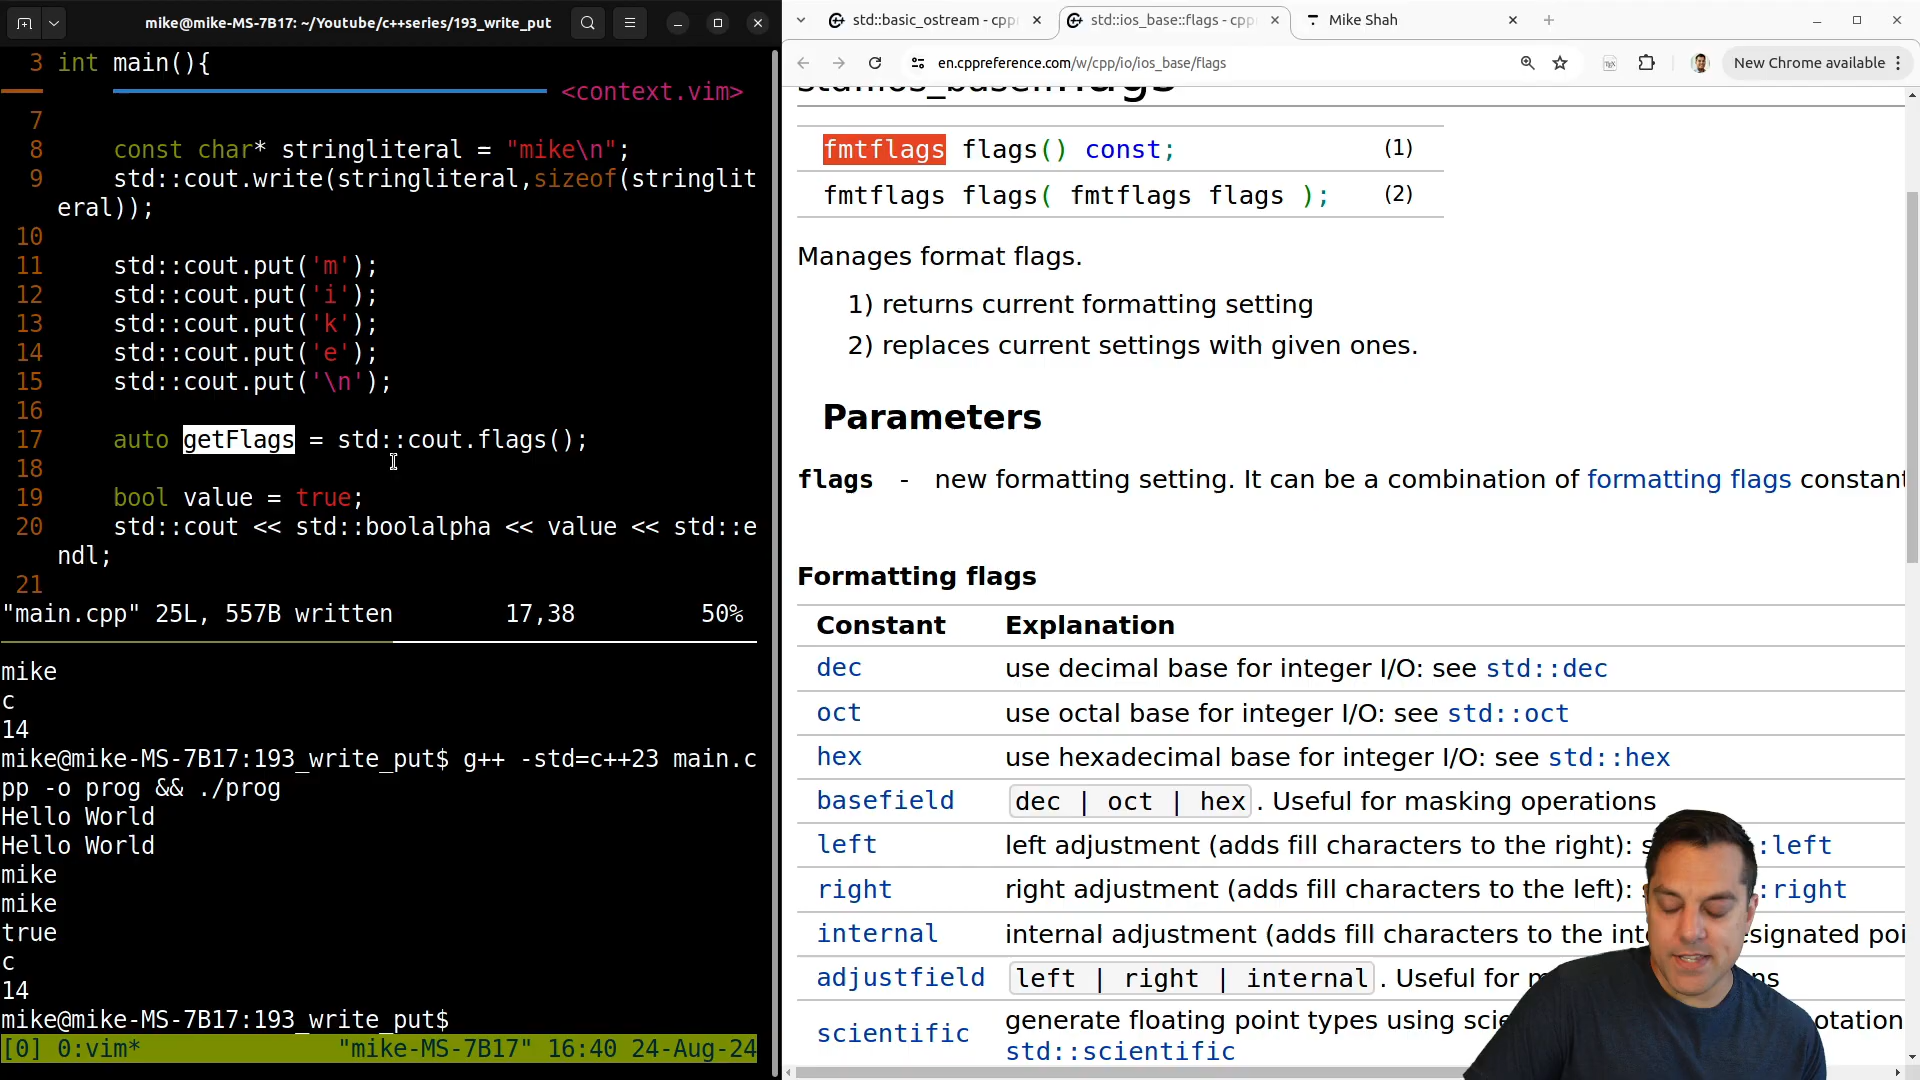 mike@mike-MS-7B17: ~/Youtube/c++series/193_write_put
3 int main(){
<context.vim>
7
8 const char* stringliteral = "mike\n";
9 std::cout.write(stringliteral,sizeof(stringlit
eral));
10
11 std::cout.put('m');
12 std::cout.put('i');
13 std::cout.put('k');
14 std::cout.put('e');
15 std::cout.put('\n');
16
17 auto getFlags = std::cout.flags();
18
19 bool value = true;
20 std::cout << std::boolalpha << value << std::e
ndl;
21
"main.cpp" 25L, 557B written 17,38 50%
mike
c
14
mike@mike-MS-7B17:193_write_put$ g++ -std=c++23 main.c
pp -o prog && ./prog
Hello World
Hello World
mike
mike
true
c
14
mike@mike-MS-7B17:193_write_put$
[0] 0:vim* "mike-MS-7B17" 16:40 24-Aug-24
std::basic_ostream - cpp
std::ios_base::flags - cpp
Mike Shah
en.cppreference.com/w/cpp/io/ios_base/flags
New Chrome available
fmtflags flags() const; (1)
fmtflags flags( fmtflags flags ); (2)
Manages format flags.
1) returns current formatting setting
2) replaces current settings with given ones.
Parameters
flags - new formatting setting. It can be a combination of formatting flags constant
Formatting flags
Constant Explanation
dec use decimal base for integer I/O: see std::dec
oct use octal base for integer I/O: see std::oct
hex use hexadecimal base for integer I/O: see std::hex
basefield dec | oct | hex. Useful for masking operations
left left adjustment (adds fill characters to the right): :left
right right adjustment (adds fill characters to the left): :right
internal internal adjustment (adds fill characters to the
adjustfield left | right | internal. Useful for
scientific generate floating point types using
std::scientific